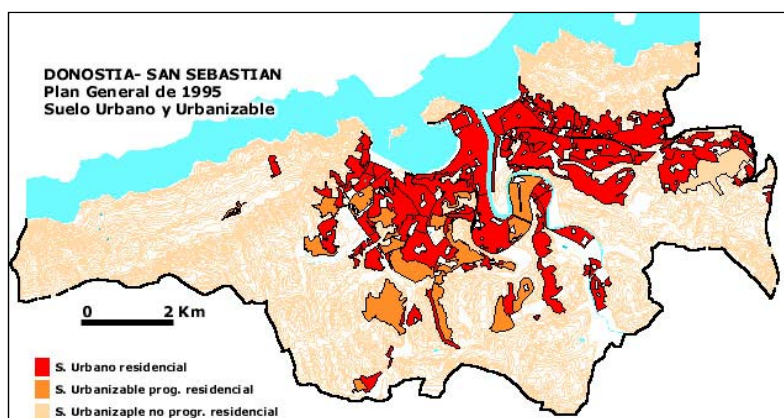 DONOSTIA- SAN SEBASTIAN
Plan General de 1995
Suelo Urbano y Urbanizable
0 2 Km
S. Urbano residencial
S. Urbanizable prog. residencial
S. Urbanizaple no progr. residencial